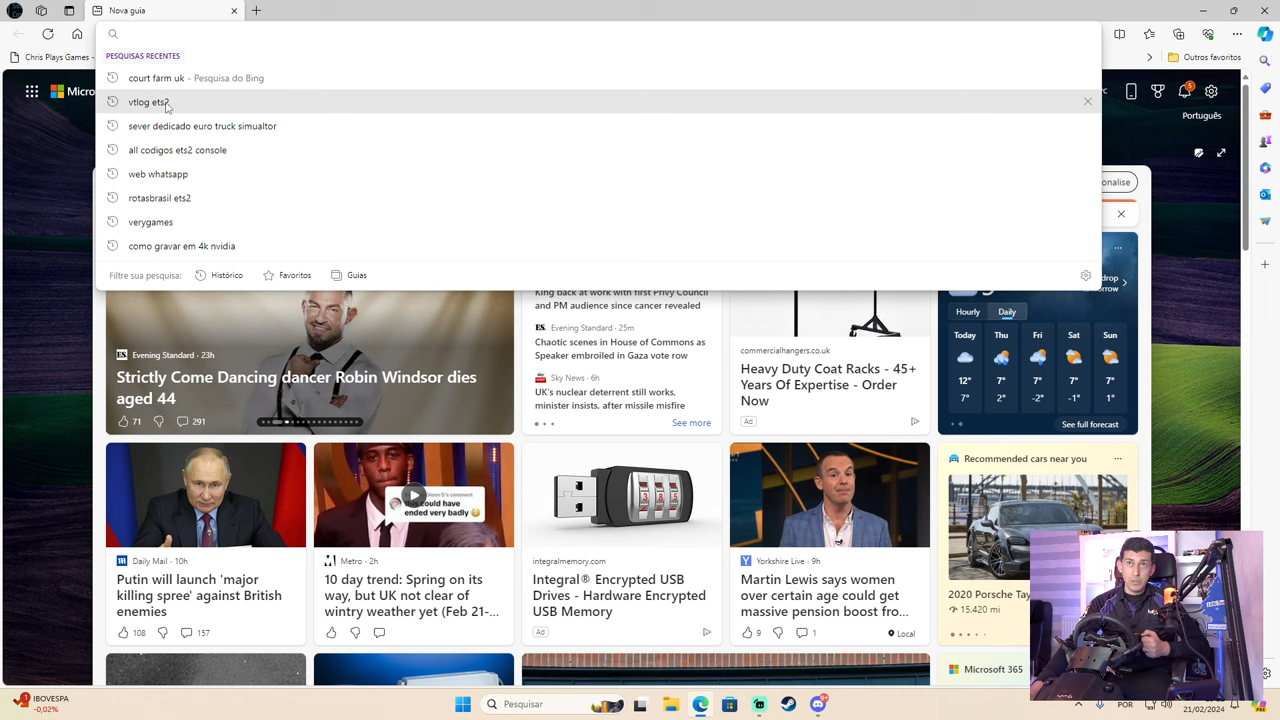 Nova guia
Chris Plays Games -
Outros favoritos
PESQUISAS RECENTES
court farm uk - Pesquisa do Bing
vtlog ets2
sever dedicado euro truck simualtor
all codigos ets2 console
web whatsapp
rotasbrasil ets2
verygames
como gravar em 4k nvidia
Filtre sua pesquisa: Histórico Favoritos Guias
Micro
5
Português
Evening Standard · 23h
Strictly Come Dancing dancer Robin Windsor dies
aged 44
71 291
King back at work with first Privy Council
and PM audience since cancer revealed
Evening Standard · 25m
Chaotic scenes in House of Commons as
Speaker embroiled in Gaza vote row
Sky News · 6h
UK's nuclear deterrent still works,
minister insists, after missile misfire
See more
commercialhangers.co.uk
Heavy Duty Coat Racks - 45+
Years Of Expertise - Order
Now
Ad
Hourly Daily
Today Thu Fri Sat Sun
12° 7° 7° 7° 7°
7° 2° -2° -1° 1°
See full forecast
Daily Mail · 10h
Putin will launch 'major
killing spree' against British
enemies
108 157
could have
ended very badly
Metro · 2h
10 day trend: Spring on its
way, but UK not clear of
wintry weather yet (Feb 21-...
integralmemory.com
Integral® Encrypted USB
Drives - Hardware Encrypted
USB Memory
Ad
Yorkshire Live · 9h
Martin Lewis says women
over certain age could get
massive pension boost fro...
9 1 Local
Recommended cars near you
2020 Porsche Tay
15,420 mi
Microsoft 365
IBOVESPA
-0,02%
Pesquisar
POR
21/02/2024